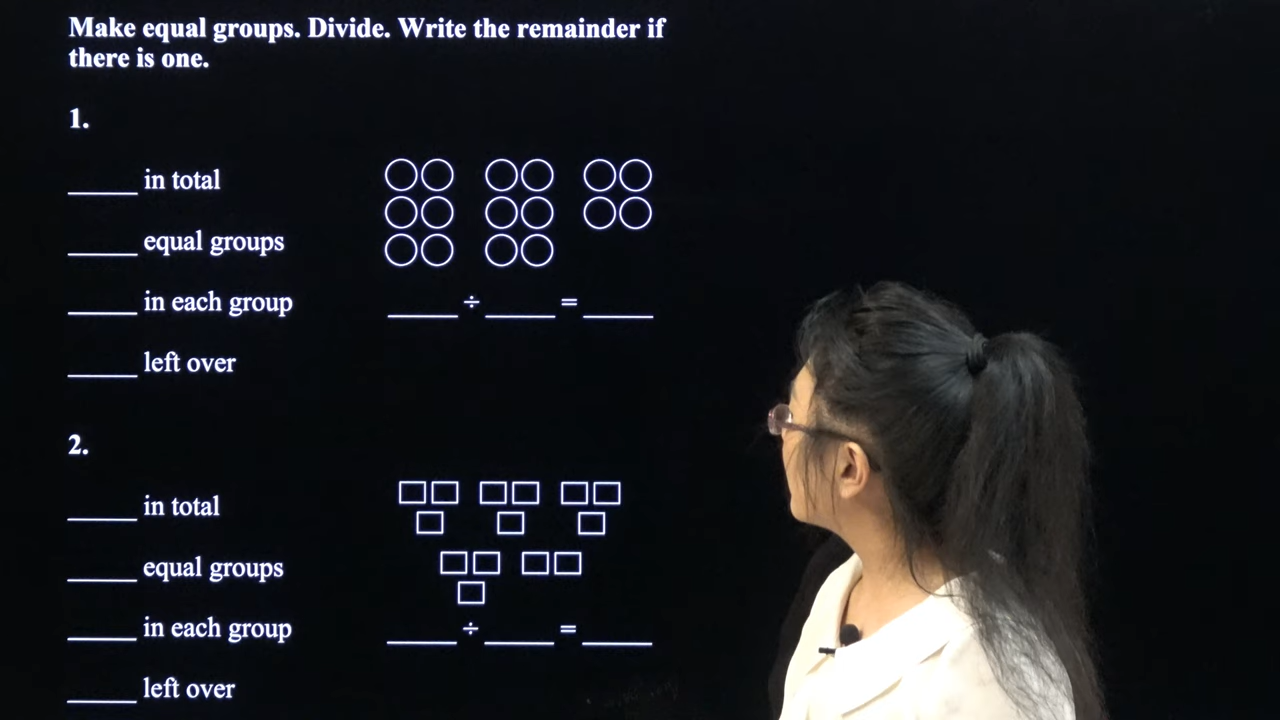 Make equal groups. Divide. Write the remainder if
there is one.
1.
_____ in total
_____ equal groups
_____ in each group
_____ ÷ _____ = _____
_____ left over
2.
_____ in total
_____ equal groups
_____ in each group
_____ ÷ _____ = _____
_____ left over